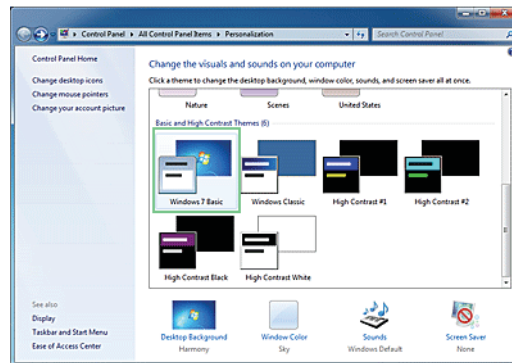 Control Panel ▸ All Control Panel Items ▸ Personalization
Search Control Panel
Control Panel Home
Change desktop icons
Change mouse pointers
Change your account picture
Change the visuals and sounds on your computer
Click a theme to change the desktop background, window color, sounds, and screen saver all at once.
Nature Scenes United States
Basic and High Contrast Themes (6)
Windows 7 Basic Windows Classic High Contrast #1 High Contrast #2
High Contrast Black High Contrast White
See also
Display
Taskbar and Start Menu
Ease of Access Center
Desktop Background Window Color Sounds Screen Saver
Harmony Sky Windows Default None